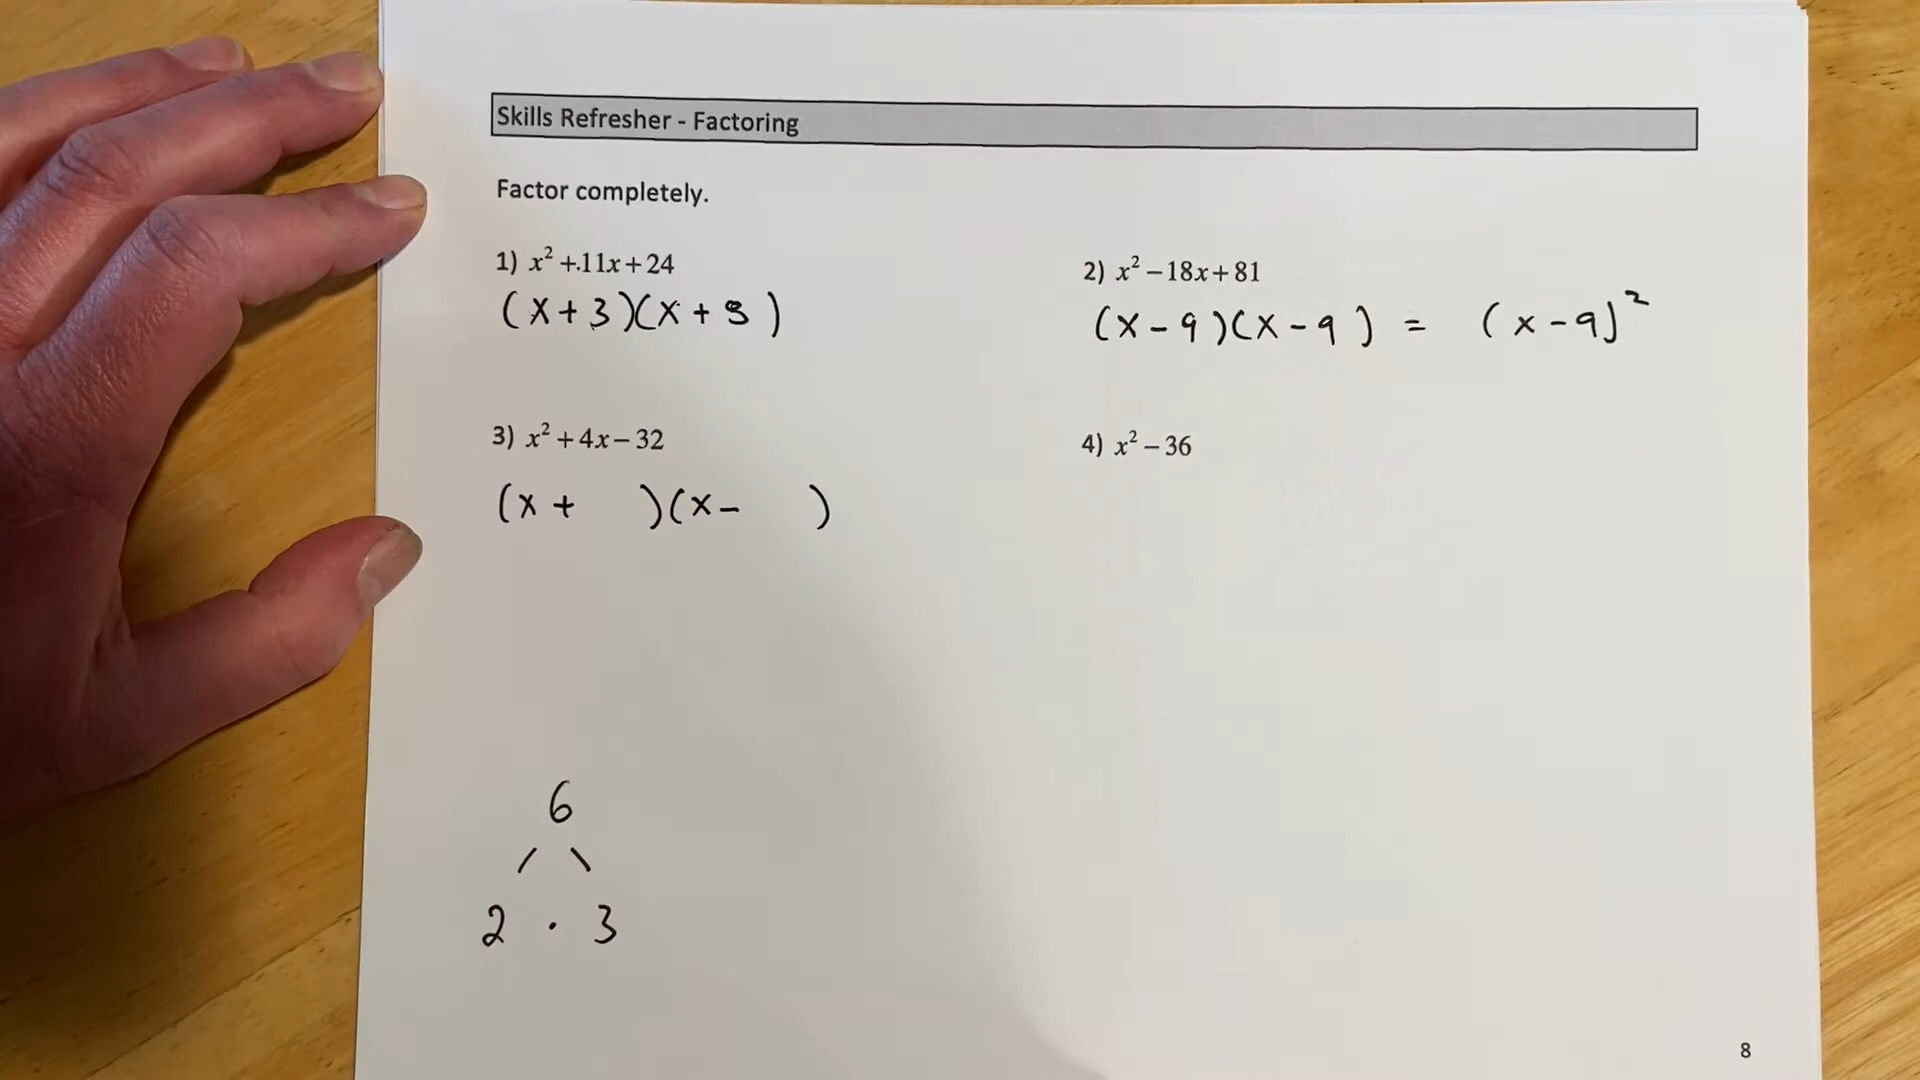 Skills Refresher - Factoring
Factor completely.
1) x² + 11x + 24
(x + 3)(x + 8)
2) x² – 18x + 81
(x – 9)(x – 9) = (x – 9)²
3) x² + 4x – 32
(x +    )(x –    )
4) x² – 36
6
/ \
2 · 3
8